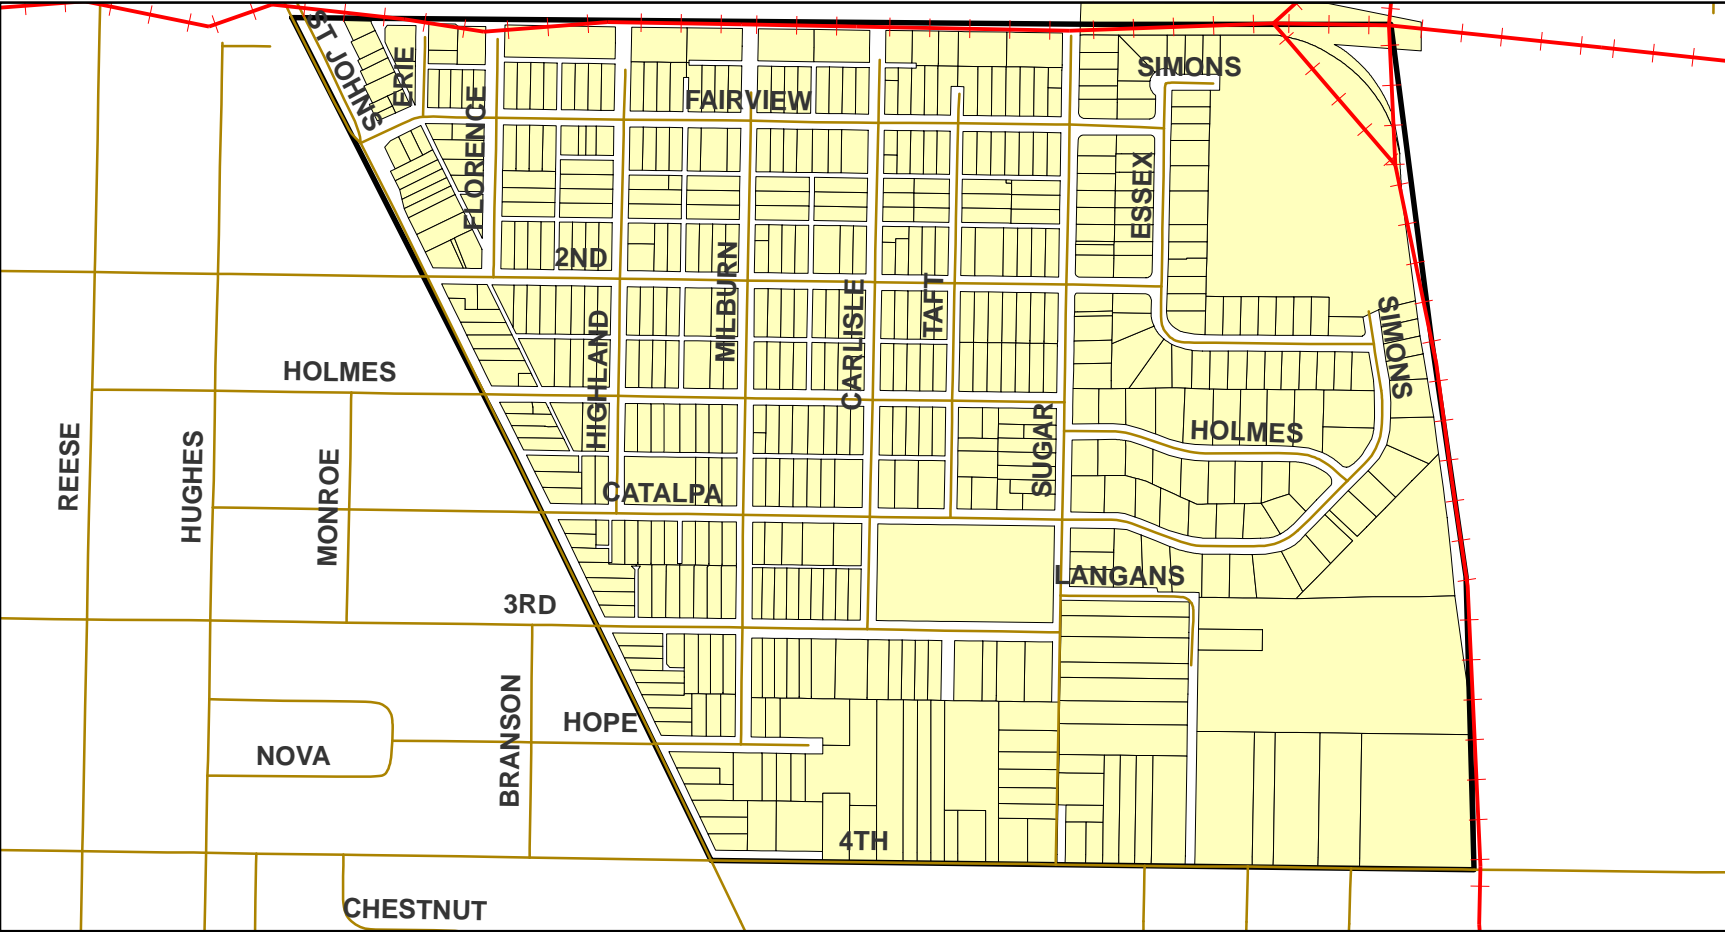 ST JOHNS
ERIE
SIMONS
FAIRVIEW
FLORENCE
ESSEX
2ND
MILBURN
CARLISLE
TAFT
HIGHLAND
SIMONS
HOLMES
REESE
HUGHES
MONROE
SUGAR
HOLMES
CATALPA
LANGANS
3RD
BRANSON
HOPE
NOVA
4TH
CHESTNUT